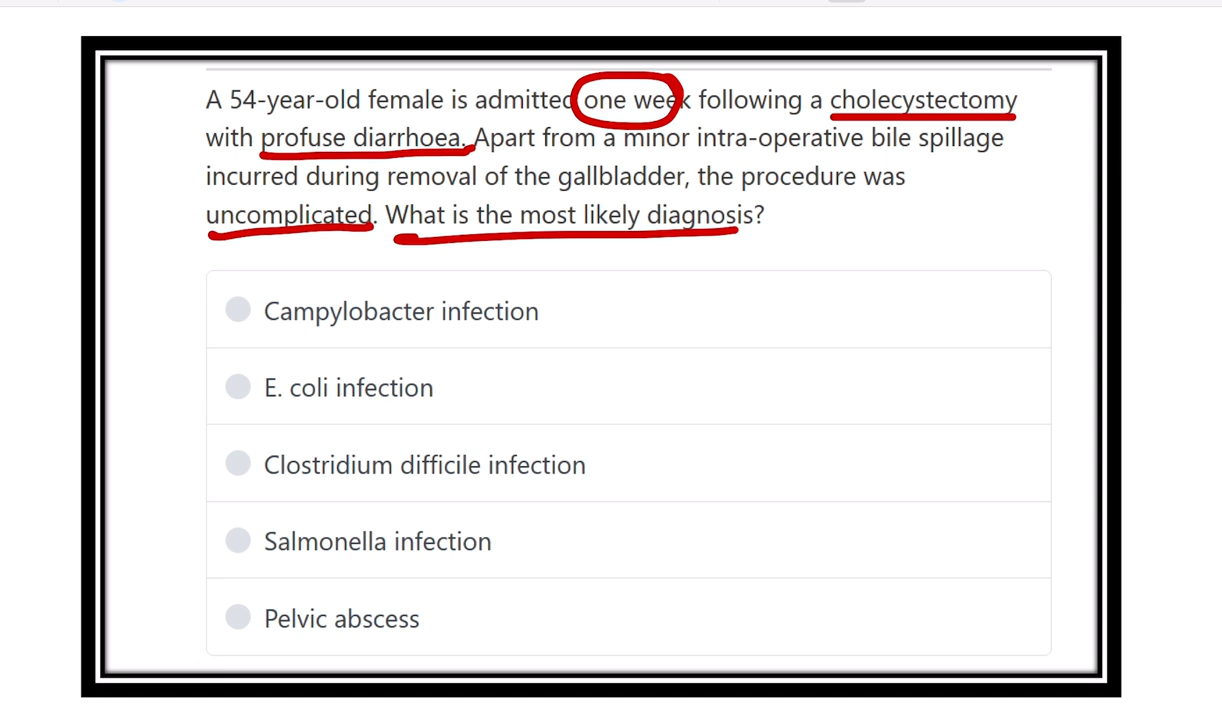 A 54-year-old female is admitted one week following a cholecystectomy
with profuse diarrhoea. Apart from a minor intra-operative bile spillage
incurred during removal of the gallbladder, the procedure was
uncomplicated. What is the most likely diagnosis?
Campylobacter infection
E. coli infection
Clostridium difficile infection
Salmonella infection
Pelvic abscess